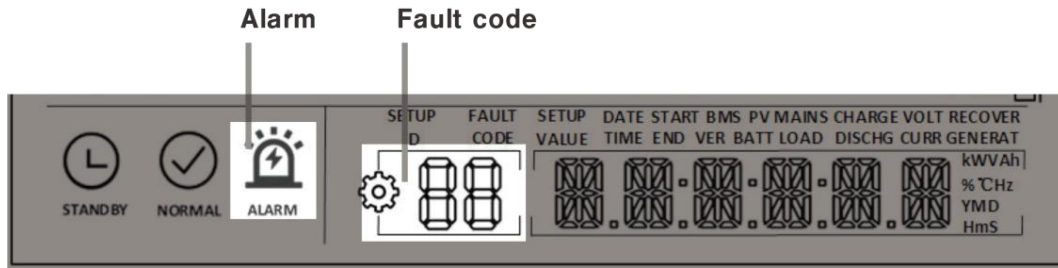 Alarm Fault code
SETUP FAULT SETUP DATE START BMS PV MAINS CHARGE VOLT RECOVER
D CODE VALUE TIME END VER BATT LOAD DISCHG CURR GENERAT
kWVAh
% ℃Hz
YMD
HmS
STANDBY NORMAL ALARM